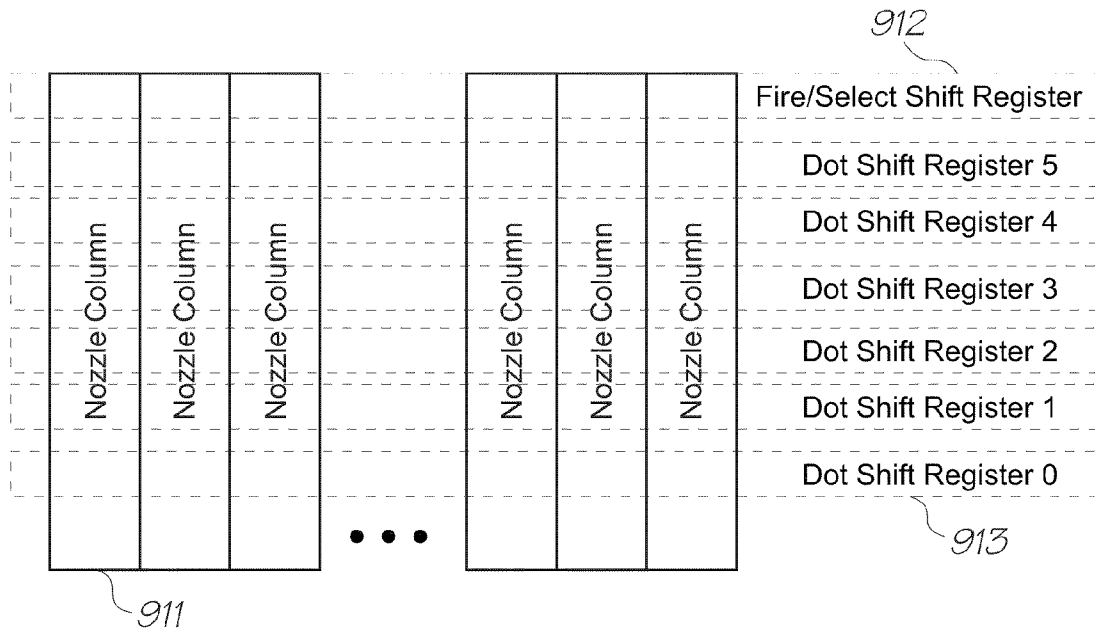 912
Fire/Select Shift Register
Dot Shift Register 5
Dot Shift Register 4
Dot Shift Register 3
Dot Shift Register 2
Dot Shift Register 1
Dot Shift Register 0
Nozzle Column
Nozzle Column
Nozzle Column
Nozzle Column
Nozzle Column
Nozzle Column
913
911